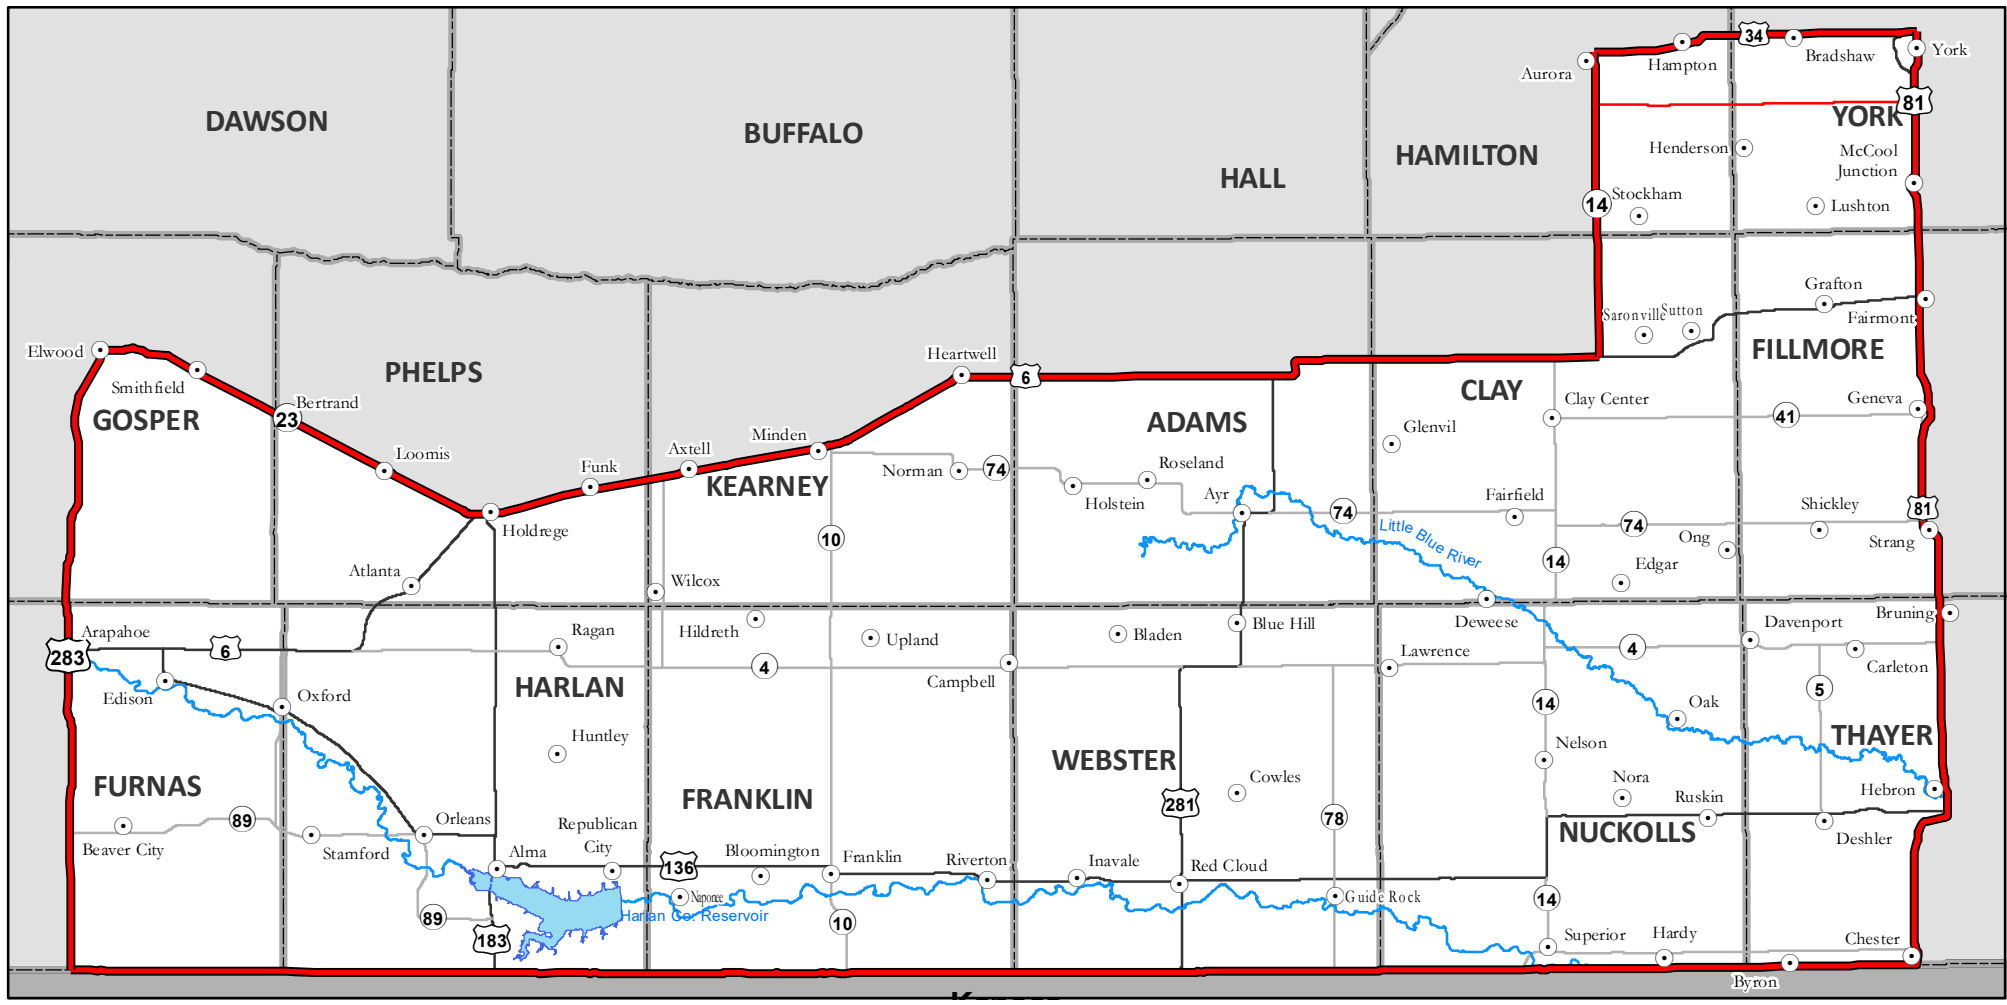 34
York
Bradshaw
Hampton
Aurora
81
YORK
DAWSON
BUFFALO
HAMILTON
Henderson
McCool
Junction
HALL
Stockham
14
Lushton
Grafton
Saronville
Sutton
Fairmont
Elwood
Heartwell
FILLMORE
Smithfield
PHELPS
6
CLAY
Bertrand
23
GOSPER
Clay Center
41
Geneva
ADAMS
Glenvil
Minden
Loomis
Axtell
Funk
Norman
74
Roseland
KEARNEY
Holstein
Ayr
Fairfield
Shickley
81
74
Little Blue River
74
Holdrege
10
Ong
Strang
14
Edgar
Atlanta
Wilcox
Bruning
Arapahoe
Ragan
Hildreth
Upland
Bladen
Blue Hill
Deweese
Davenport
283
6
4
Lawrence
4
Carleton
Campbell
HARLAN
5
Edison
Oxford
14
Oak
Huntley
Nelson
THAYER
WEBSTER
FURNAS
FRANKLIN
Cowles
Nora
Hebron
281
Ruskin
89
Orleans
Republican
City
78
NUCKOLLS
Deshler
Beaver City
Stamford
Alma
136
Bloomington
Franklin
Riverton
Inavale
Red Cloud
Naponee
Guide Rock
14
89
Harlan Co. Reservoir
10
183
Superior
Hardy
Chester
Byron